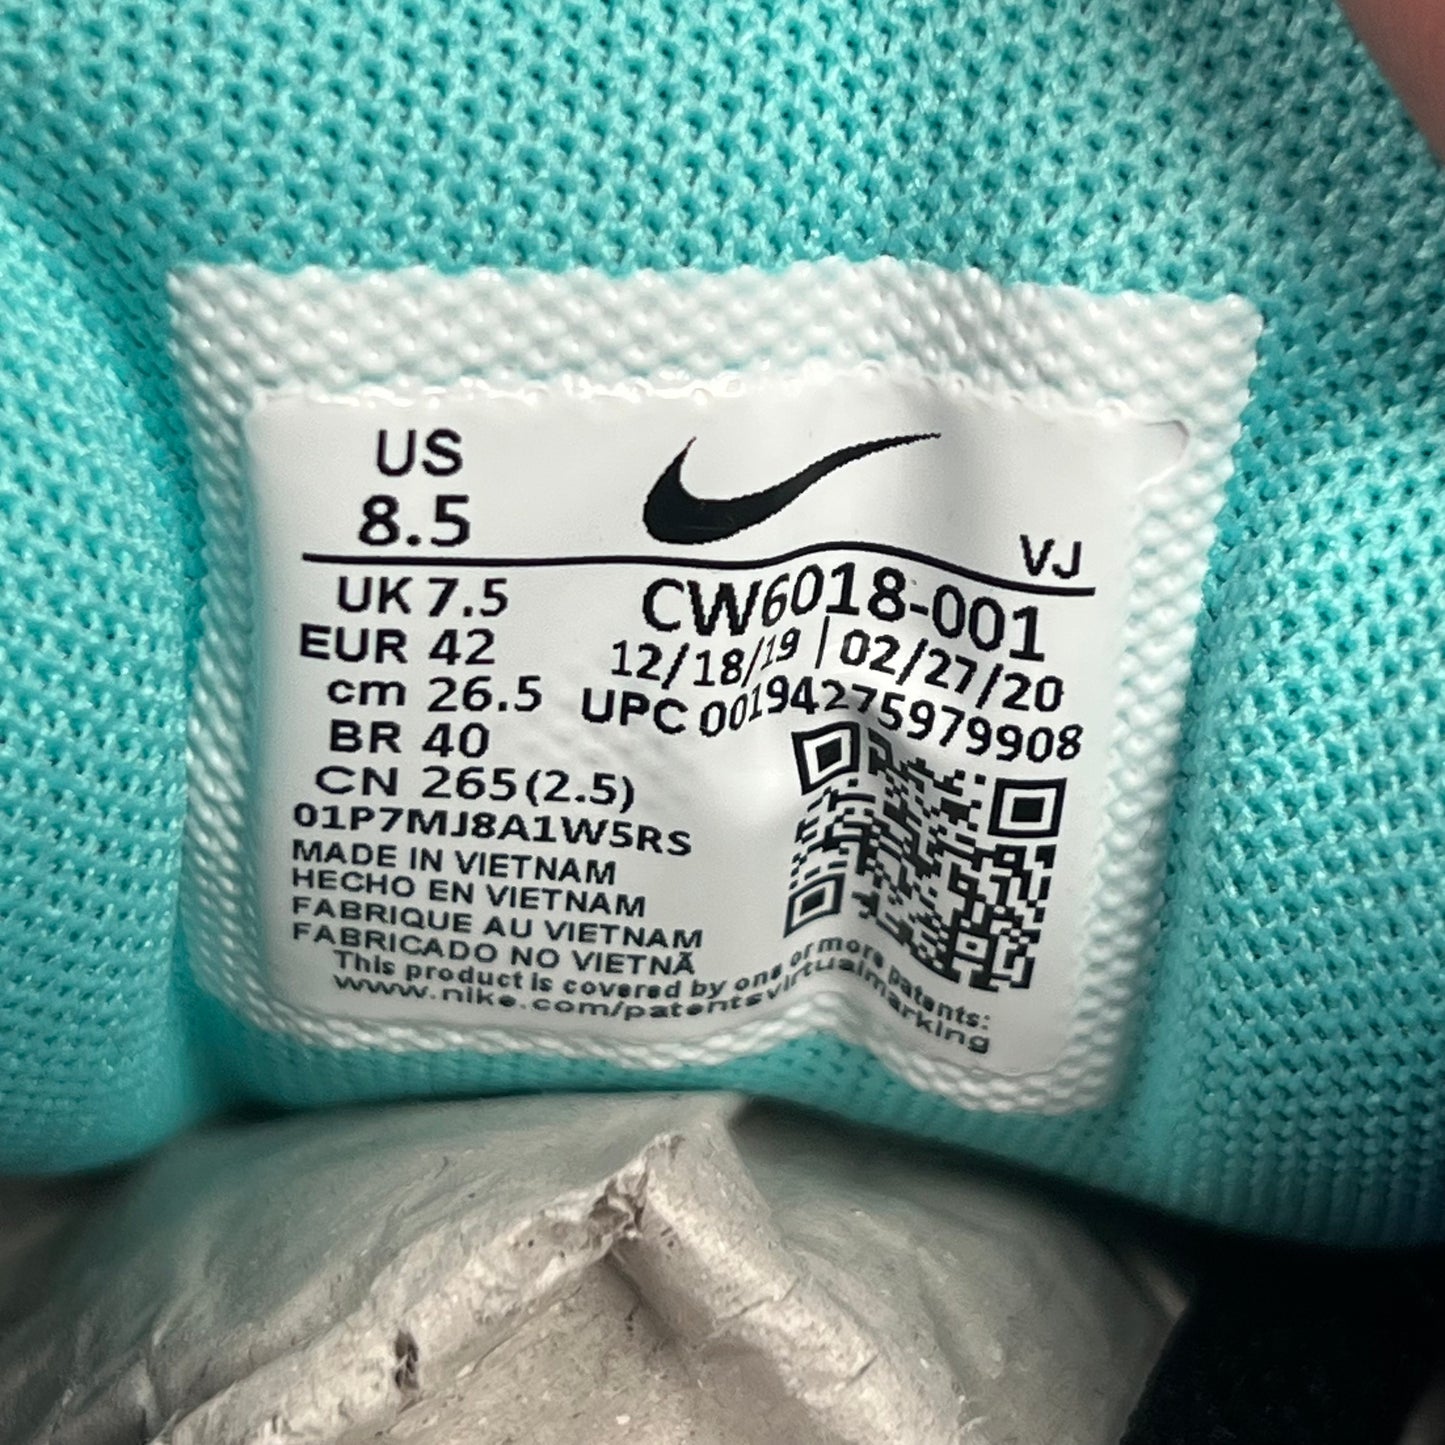 US
8.5
VJ
UK 7.5
EUR 42
cm 26.5
BR 40
CN 265(2.5)
CW6018-001
12/18/19 | 02/27/20
UPC 00194275979908
01P7MJ8A1W5RS
MADE IN VIETNAM
HECHO EN VIETNAM
FABRIQUE AU VIETNAM
FABRICADO NO VIETNÃ
This product is covered by one or more patents:
www.nike.com/patentsvirtualmarking